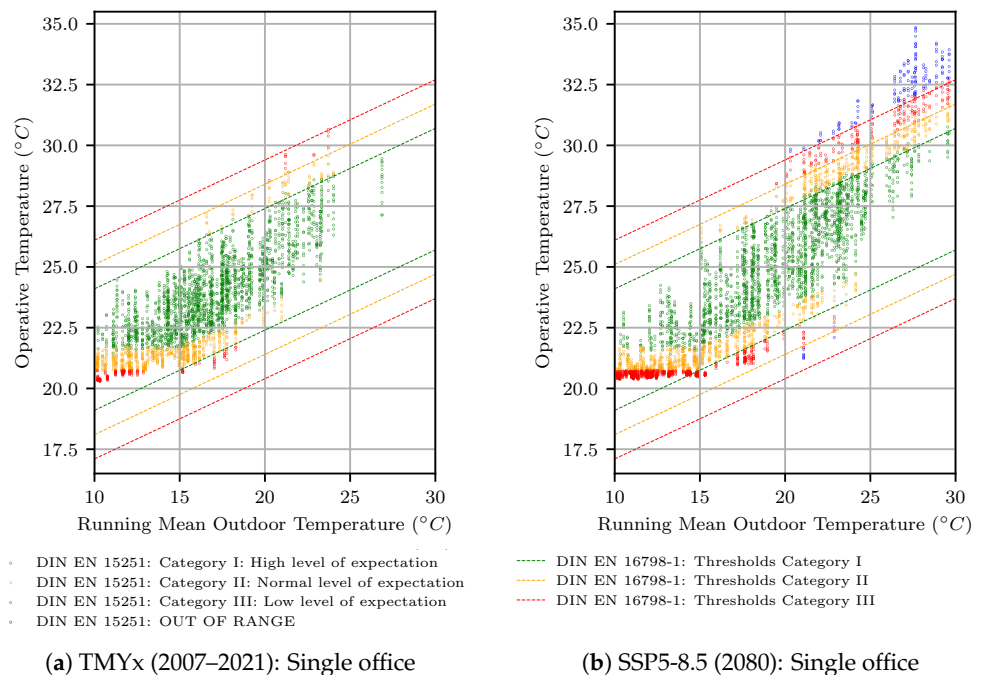 35.0
32.5
30.0
27.5
25.0
22.5
20.0
17.5
Operative Temperature (°C)
10 15 20 25 30
Running Mean Outdoor Temperature (°C)
35.0
32.5
30.0
27.5
25.0
22.5
20.0
17.5
Operative Temperature (°C)
10 15 20 25 30
Running Mean Outdoor Temperature (°C)
DIN EN 15251: Category I: High level of expectation
DIN EN 15251: Category II: Normal level of expectation
DIN EN 15251: Category III: Low level of expectation
DIN EN 15251: OUT OF RANGE
DIN EN 16798-1: Thresholds Category I
DIN EN 16798-1: Thresholds Category II
DIN EN 16798-1: Thresholds Category III
(a) TMYx (2007–2021): Single office
(b) SSP5-8.5 (2080): Single office